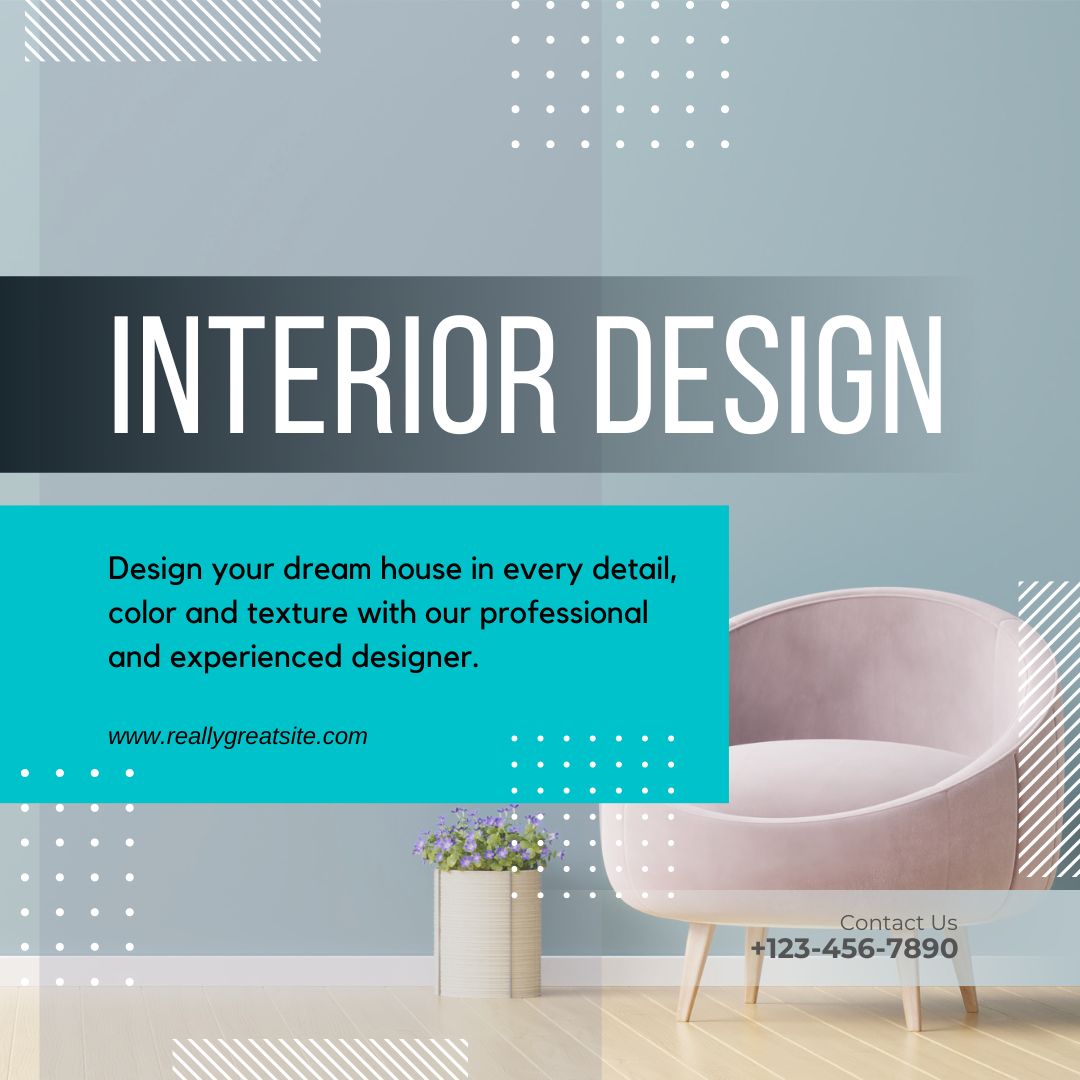 INTERIOR DESIGN
Design your dream house in every detail,
color and texture with our professional
and experienced designer.
www.reallygreatsite.com
Contact Us
+123-456-7890